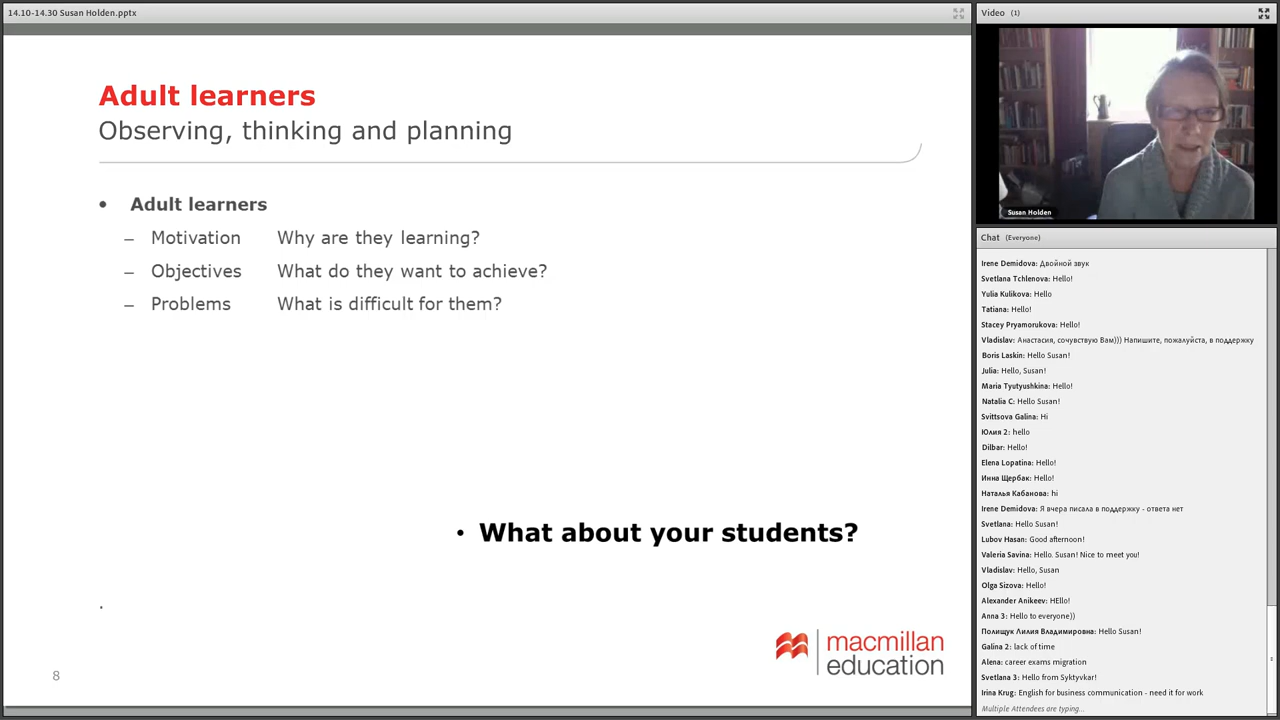 14.10-14.30 Susan Holden.pptx
Adult learners
Observing, thinking and planning
• Adult learners
– Motivation Why are they learning?
– Objectives What do they want to achieve?
– Problems What is difficult for them?
• What about your students?
.
8
macmillan
education
Video (1)
Susan Holden
Chat (Everyone)
Irene Demidova: Двойной звук
Svetlana Tchlenova: Hello!
Yulia Kulikova: Hello
Tatiana: Hello!
Stacey Pryamorukova: Hello!
Vladislav: Анастасия, сочувствую Вам))) Напишите, пожалуйста, в поддержку
Boris Laskin: Hello Susan!
Julia: Hello, Susan!
Maria Tyutyushkina: Hello!
Natalia C: Hello Susan!
Svittsova Galina: Hi
Юлия 2: hello
Dilbar: Hello!
Elena Lopatina: Hello!
Инна Щербак: Hello!
Наталья Кабанова: hi
Irene Demidova: Я вчера писала в поддержку - ответа нет
Svetlana: Hello Susan!
Lubov Hasan: Good afternoon!
Valeria Savina: Hello. Susan! Nice to meet you!
Vladislav: Hello, Susan
Olga Sizova: Hello!
Alexander Anikeev: HEllo!
Anna 3: Hello to everyone))
Полищук Лилия Владимировна: Hello Susan!
Galina 2: lack of time
Alena: career exams migration
Svetlana 3: Hello from Syktyvkar!
Irina Krug: English for business communication - need it for work
Multiple Attendees are typing...